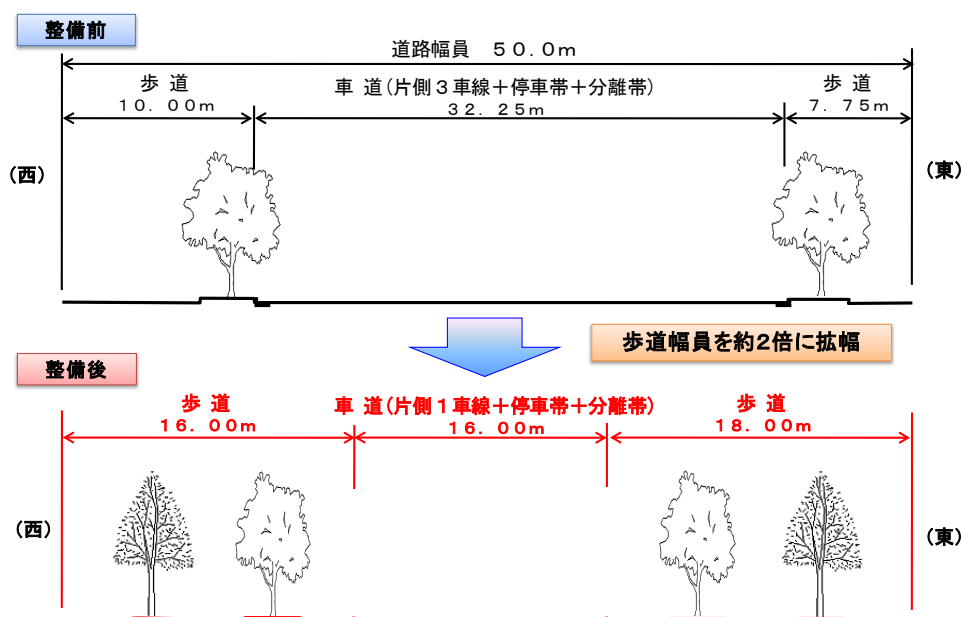 整備前
道路幅員 ５０.０ｍ
歩 道
１０．００ｍ
車 道(片側３車線＋停車帯＋分離帯)
３２．２５ｍ
歩 道
７．７５ｍ
(西)
(東)
歩道幅員を約2倍に拡幅
整備後
歩 道
１６．００ｍ
車 道(片側１車線＋停車帯＋分離帯)
１６．００ｍ
歩 道
１８．００ｍ
(西)
(東)